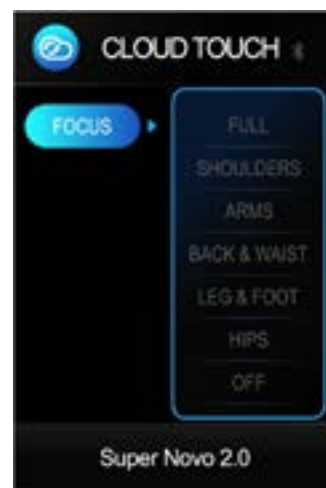 CLOUD TOUCH
FOCUS
FULL
SHOULDERS
ARMS
BACK & WAIST
LEG & FOOT
HIPS
OFF
Super Novo 2.0